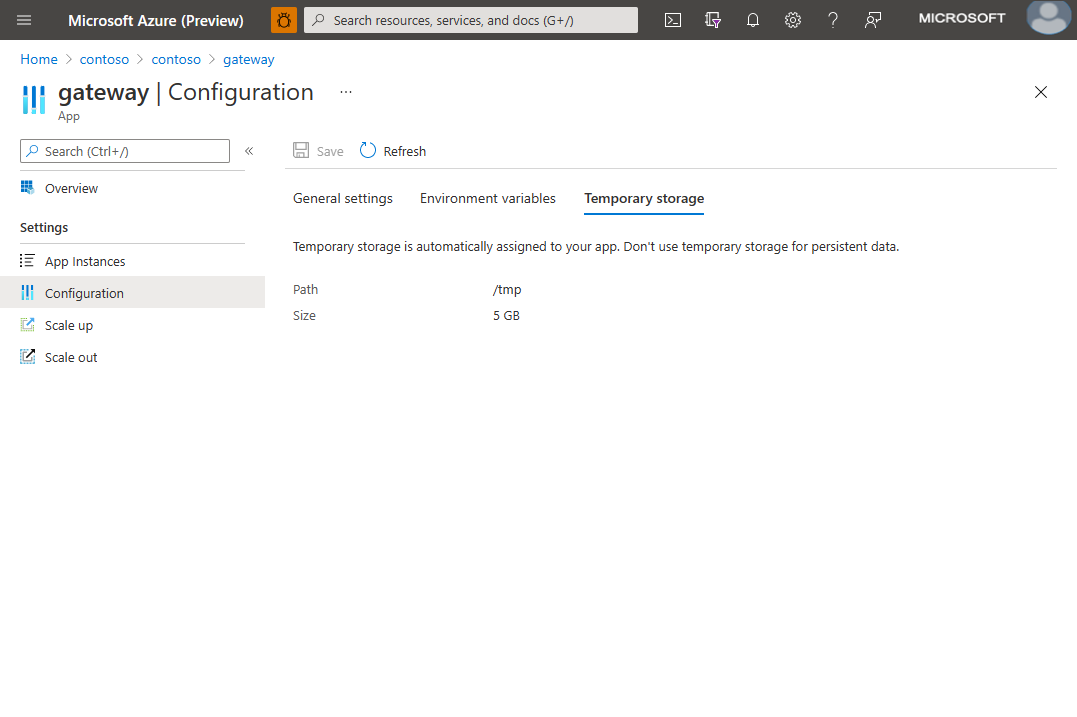 Microsoft Azure (Preview)
Search resources, services, and docs (G+/)
MICROSOFT
Home > contoso > contoso > gateway
gateway | Configuration ...
App
Search (Ctrl+/)
«
Save
Refresh
Overview
Settings
App Instances
Configuration
Scale up
Scale out
General settings
Environment variables
Temporary storage
Temporary storage is automatically assigned to your app. Don't use temporary storage for persistent data.
Path /tmp
Size 5 GB